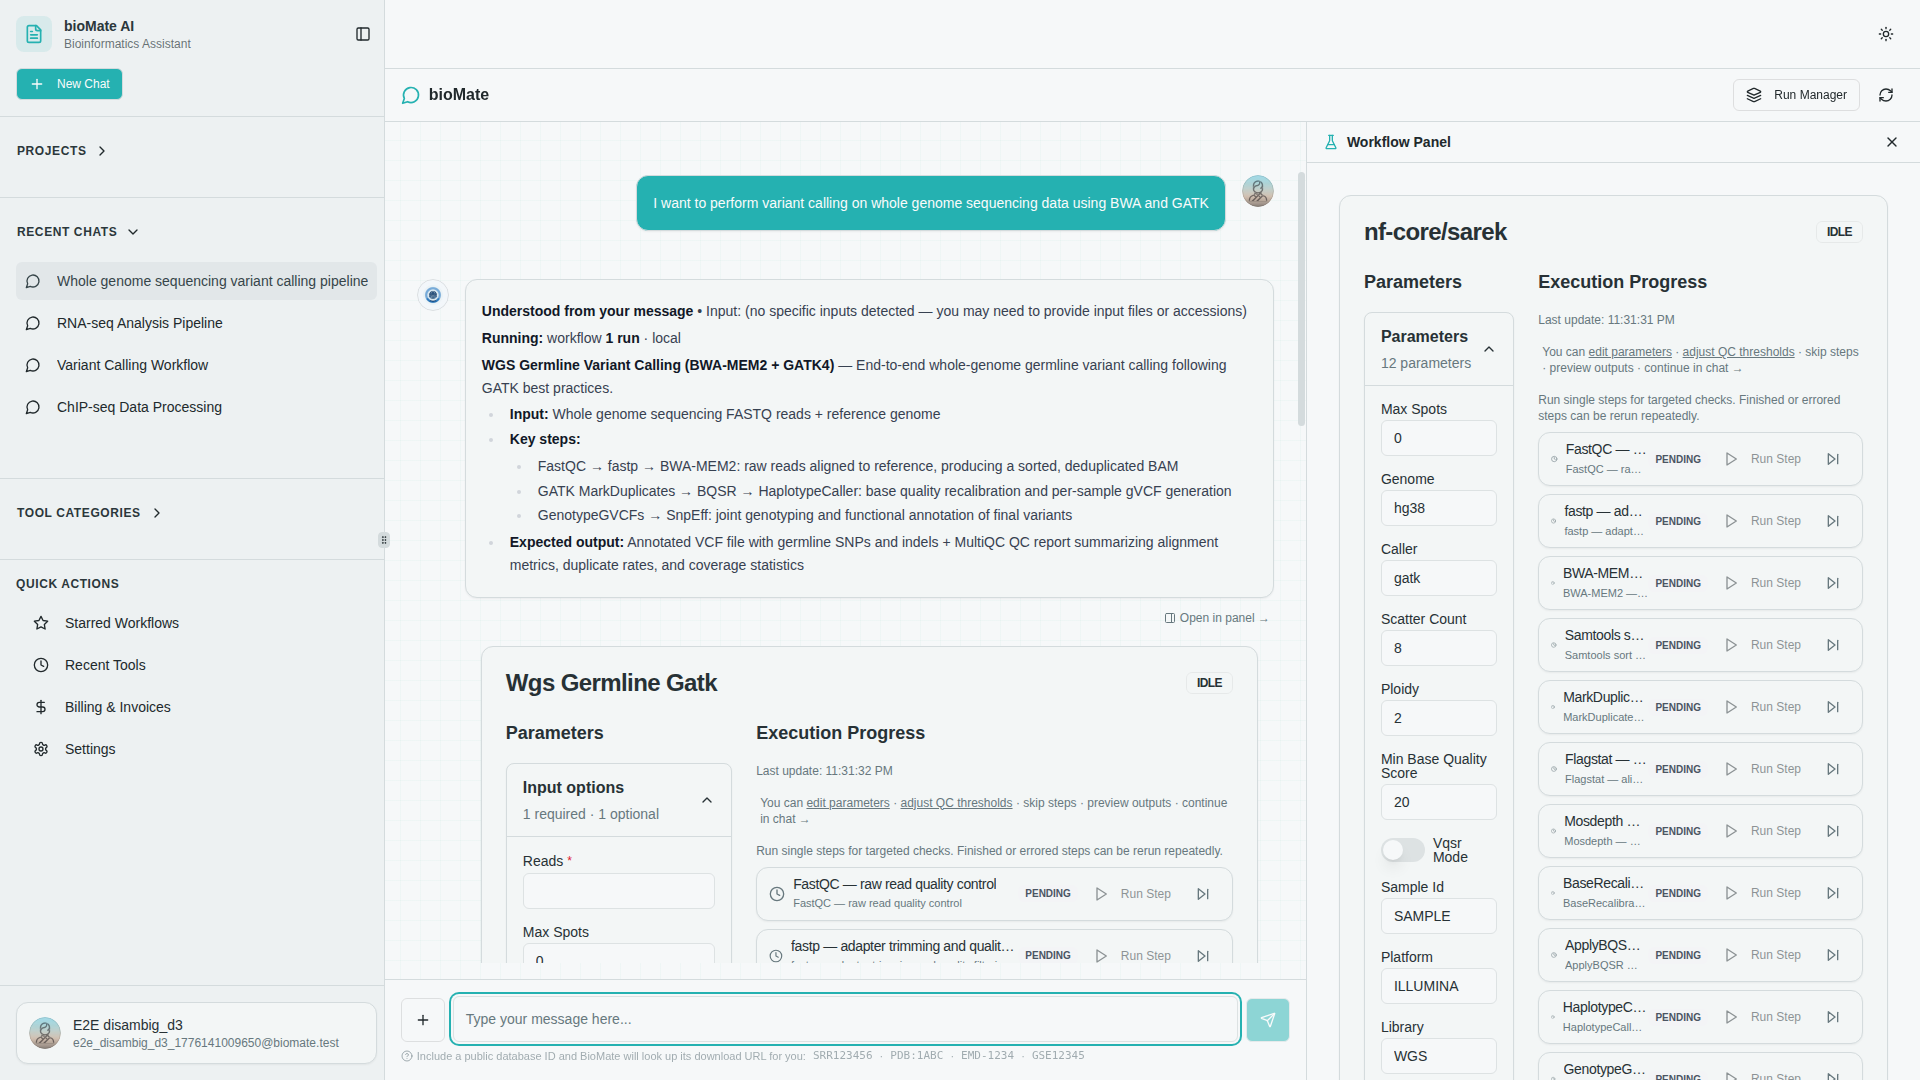 bioMate AI
Bioinformatics Assistant
New Chat
PROJECTS
RECENT CHATS
Whole genome sequencing variant calling pipeline
RNA-seq Analysis Pipeline
Variant Calling Workflow
ChIP-seq Data Processing
TOOL CATEGORIES
QUICK ACTIONS
Starred Workflows
Recent Tools
Billing & Invoices
Settings
E2E disambig_d3
e2e_disambig_d3_1776141009650@biomate.test
bioMate
Run Manager
I want to perform variant calling on whole genome sequencing data using BWA and GATK
Understood from your message • Input: (no specific inputs detected — you may need to provide input files or accessions)
Running: workflow 1 run · local
WGS Germline Variant Calling (BWA-MEM2 + GATK4) — End-to-end whole-genome germline variant calling following
GATK best practices.
Input: Whole genome sequencing FASTQ reads + reference genome
Key steps:
FastQC → fastp → BWA-MEM2: raw reads aligned to reference, producing a sorted, deduplicated BAM
GATK MarkDuplicates → BQSR → HaplotypeCaller: base quality recalibration and per-sample gVCF generation
GenotypeGVCFs → SnpEff: joint genotyping and functional annotation of final variants
Expected output: Annotated VCF file with germline SNPs and indels + MultiQC QC report summarizing alignment
metrics, duplicate rates, and coverage statistics
Open in panel →
Wgs Germline Gatk
IDLE
Parameters
Input options
1 required · 1 optional
Reads *
Max Spots
0
Execution Progress
Last update: 11:31:32 PM
You can edit parameters · adjust QC thresholds · skip steps · preview outputs · continue
in chat →
Run single steps for targeted checks. Finished or errored steps can be rerun repeatedly.
FastQC — raw read quality control
FastQC — raw read quality control
PENDING
Run Step
fastp — adapter trimming and qualit…
PENDING
Run Step
Type your message here...
Include a public database ID and BioMate will look up its download URL for you: SRR123456 · PDB:1ABC · EMD-1234 · GSE12345
Workflow Panel
nf-core/sarek
IDLE
Parameters
Parameters
12 parameters
Max Spots
0
Genome
hg38
Caller
gatk
Scatter Count
8
Ploidy
2
Min Base Quality
Score
20
Vqsr
Mode
Sample Id
SAMPLE
Platform
ILLUMINA
Library
WGS
Execution Progress
Last update: 11:31:31 PM
You can edit parameters · adjust QC thresholds · skip steps
· preview outputs · continue in chat →
Run single steps for targeted checks. Finished or errored
steps can be rerun repeatedly.
FastQC — …
FastQC — ra…
PENDING
Run Step
fastp — ad…
fastp — adapt…
PENDING
Run Step
BWA-MEM…
BWA-MEM2 —…
PENDING
Run Step
Samtools s…
Samtools sort …
PENDING
Run Step
MarkDuplic…
MarkDuplicate…
PENDING
Run Step
Flagstat — …
Flagstat — ali…
PENDING
Run Step
Mosdepth …
Mosdepth — …
PENDING
Run Step
BaseRecali…
BaseRecalibra…
PENDING
Run Step
ApplyBQS…
ApplyBQSR …
PENDING
Run Step
HaplotypeC…
HaplotypeCall…
PENDING
Run Step
GenotypeG…
PENDING
Run Step